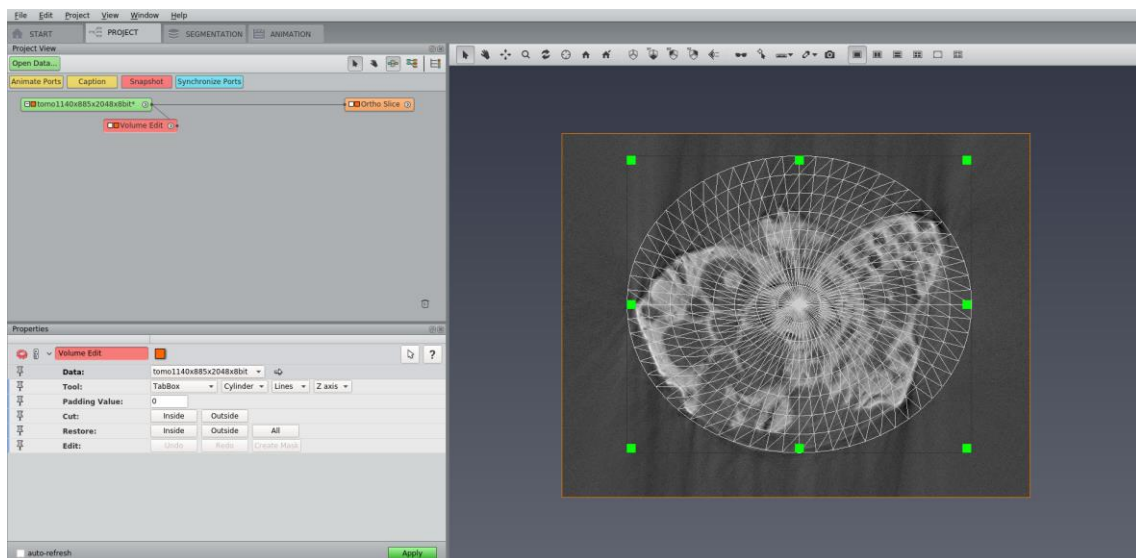 File Edit Project View Window Help
START PROJECT SEGMENTATION ANIMATION
Project View
Open Data...
Animate Ports Caption Snapshot Synchronize Ports
tomo1140x885x2048x8bit* Ortho Slice
Volume Edit
Properties
Volume Edit ?
Data: tomo1140x885x2048x8bit
Tool: TabBox Cylinder Lines Z axis
Padding Value: 0
Cut: Inside Outside
Restore: Inside Outside All
Edit: Undo Redo Create Mask
auto-refresh Apply